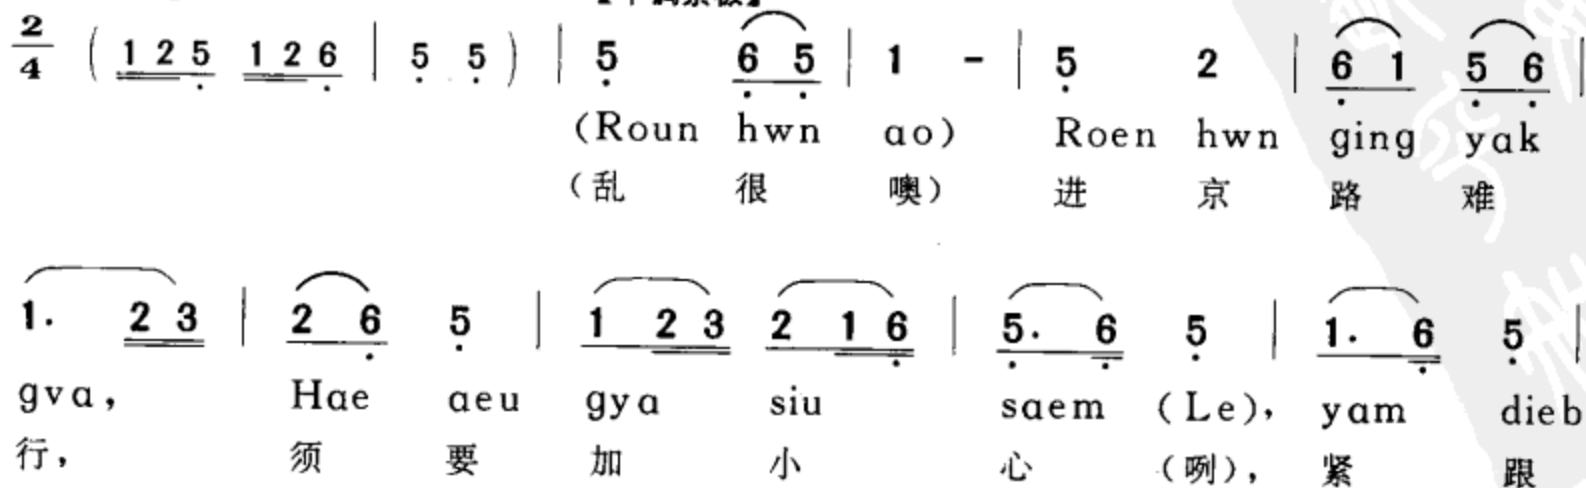 2/4 ( 1 2 5 1 2 6 | 5 5 ) | 5 6 5 | 1 - | 5 2 | 6 1 5 6 |
(Roun hwn ao) Roen hwn ging yak
(乱 很 噢) 进 京 路 难
1. 2 3 | 2 6 5 | 1 2 3 2 1 6 | 5. 6 5 | 1. 6 5 |
gva, Hae aeu gya siu saem (Le), yam dieb
行, 须 要 加 小 心 (咧), 紧 跟